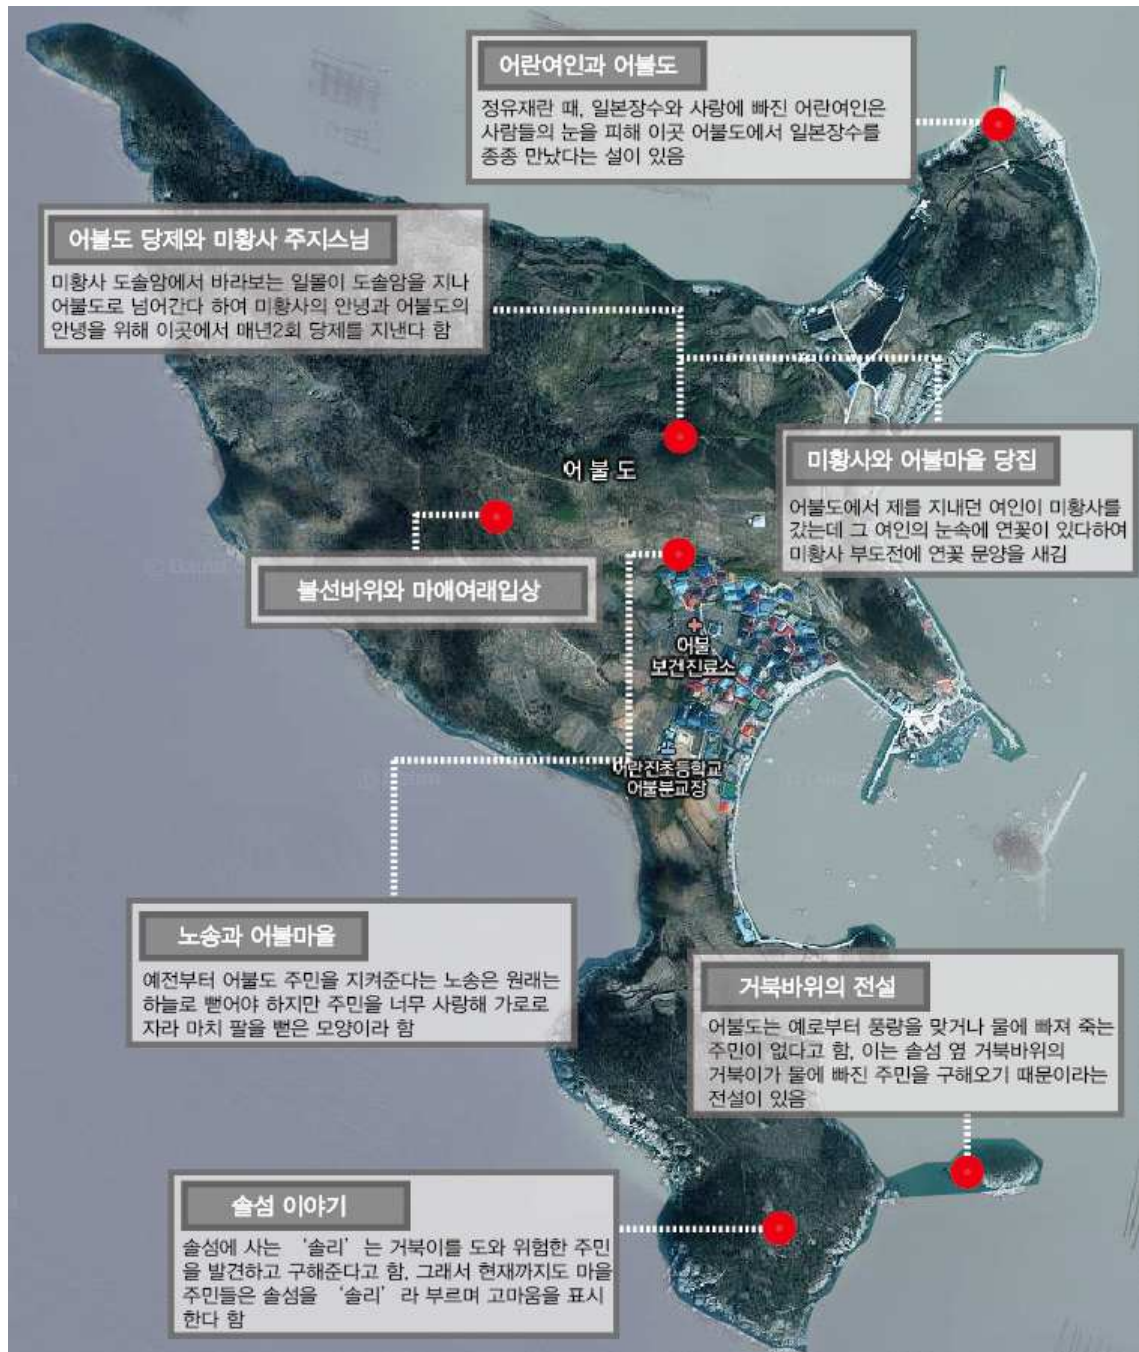 어란여인과 어불도
정유재란 때, 일본장수와 사랑에 빠진 어란여인은
사람들의 눈을 피해 이곳 어불도에서 일본장수를
종종 만났다는 설이 있음
어불도 당제와 미황사 주지스님
미황사 도솔암에서 바라보는 일몰이 도솔암을 지나
어불도로 넘어간다 하여 미황사의 안녕과 어불도의
안녕을 위해 이곳에서 매년2회 당제를 지낸다 함
미황사와 어불마을 당집
어불도에서 제를 지내던 여인이 미황사를
갔는데 그 여인의 눈속에 연꽃이 있다하여
미황사 부도전에 연꽃 문양을 새김
어불도
불선바위와 마애여래입상
어불
보건진료소
어란진초등학교
어불분교장
노송과 어불마을
예전부터 어불도 주민을 지켜준다는 노송은 원래는
하늘로 뻗어야 하지만 주민을 너무 사랑해 가로로
자라 마치 팔을 뻗은 모양이라 함
거북바위의 전설
어불도는 예로부터 풍랑을 맞거나 물에 빠져 죽는
주민이 없다고 함, 이는 솔섬 옆 거북바위의
거북이가 물에 빠진 주민을 구해오기 때문이라는
전설이 있음
솔섬 이야기
솔섬에 사는 ‘솔리’는 거북이를 도와 위험한 주민
을 발견하고 구해준다고 함, 그래서 현재까지도 마을
주민들은 솔섬을 ‘솔리’라 부르며 고마움을 표시
한다 함